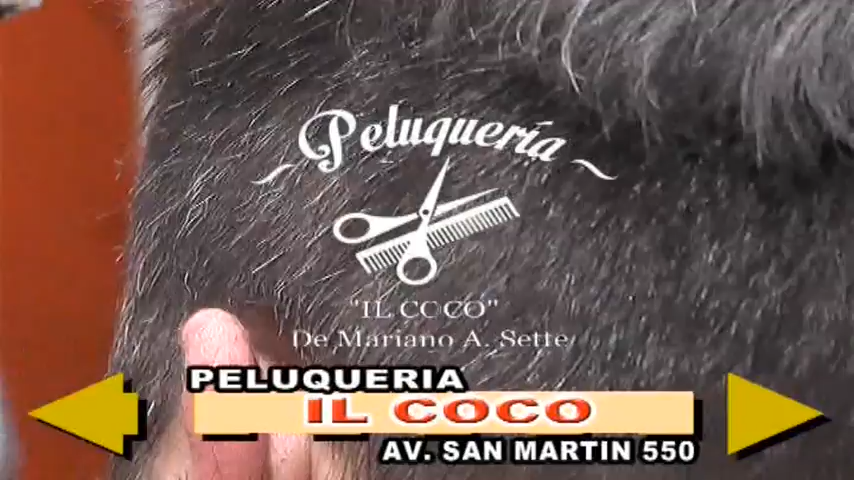 Peluquería
"IL COCO"
De Mariano A. Sette
PELUQUERIA
IL COCO
AV. SAN MARTIN 550